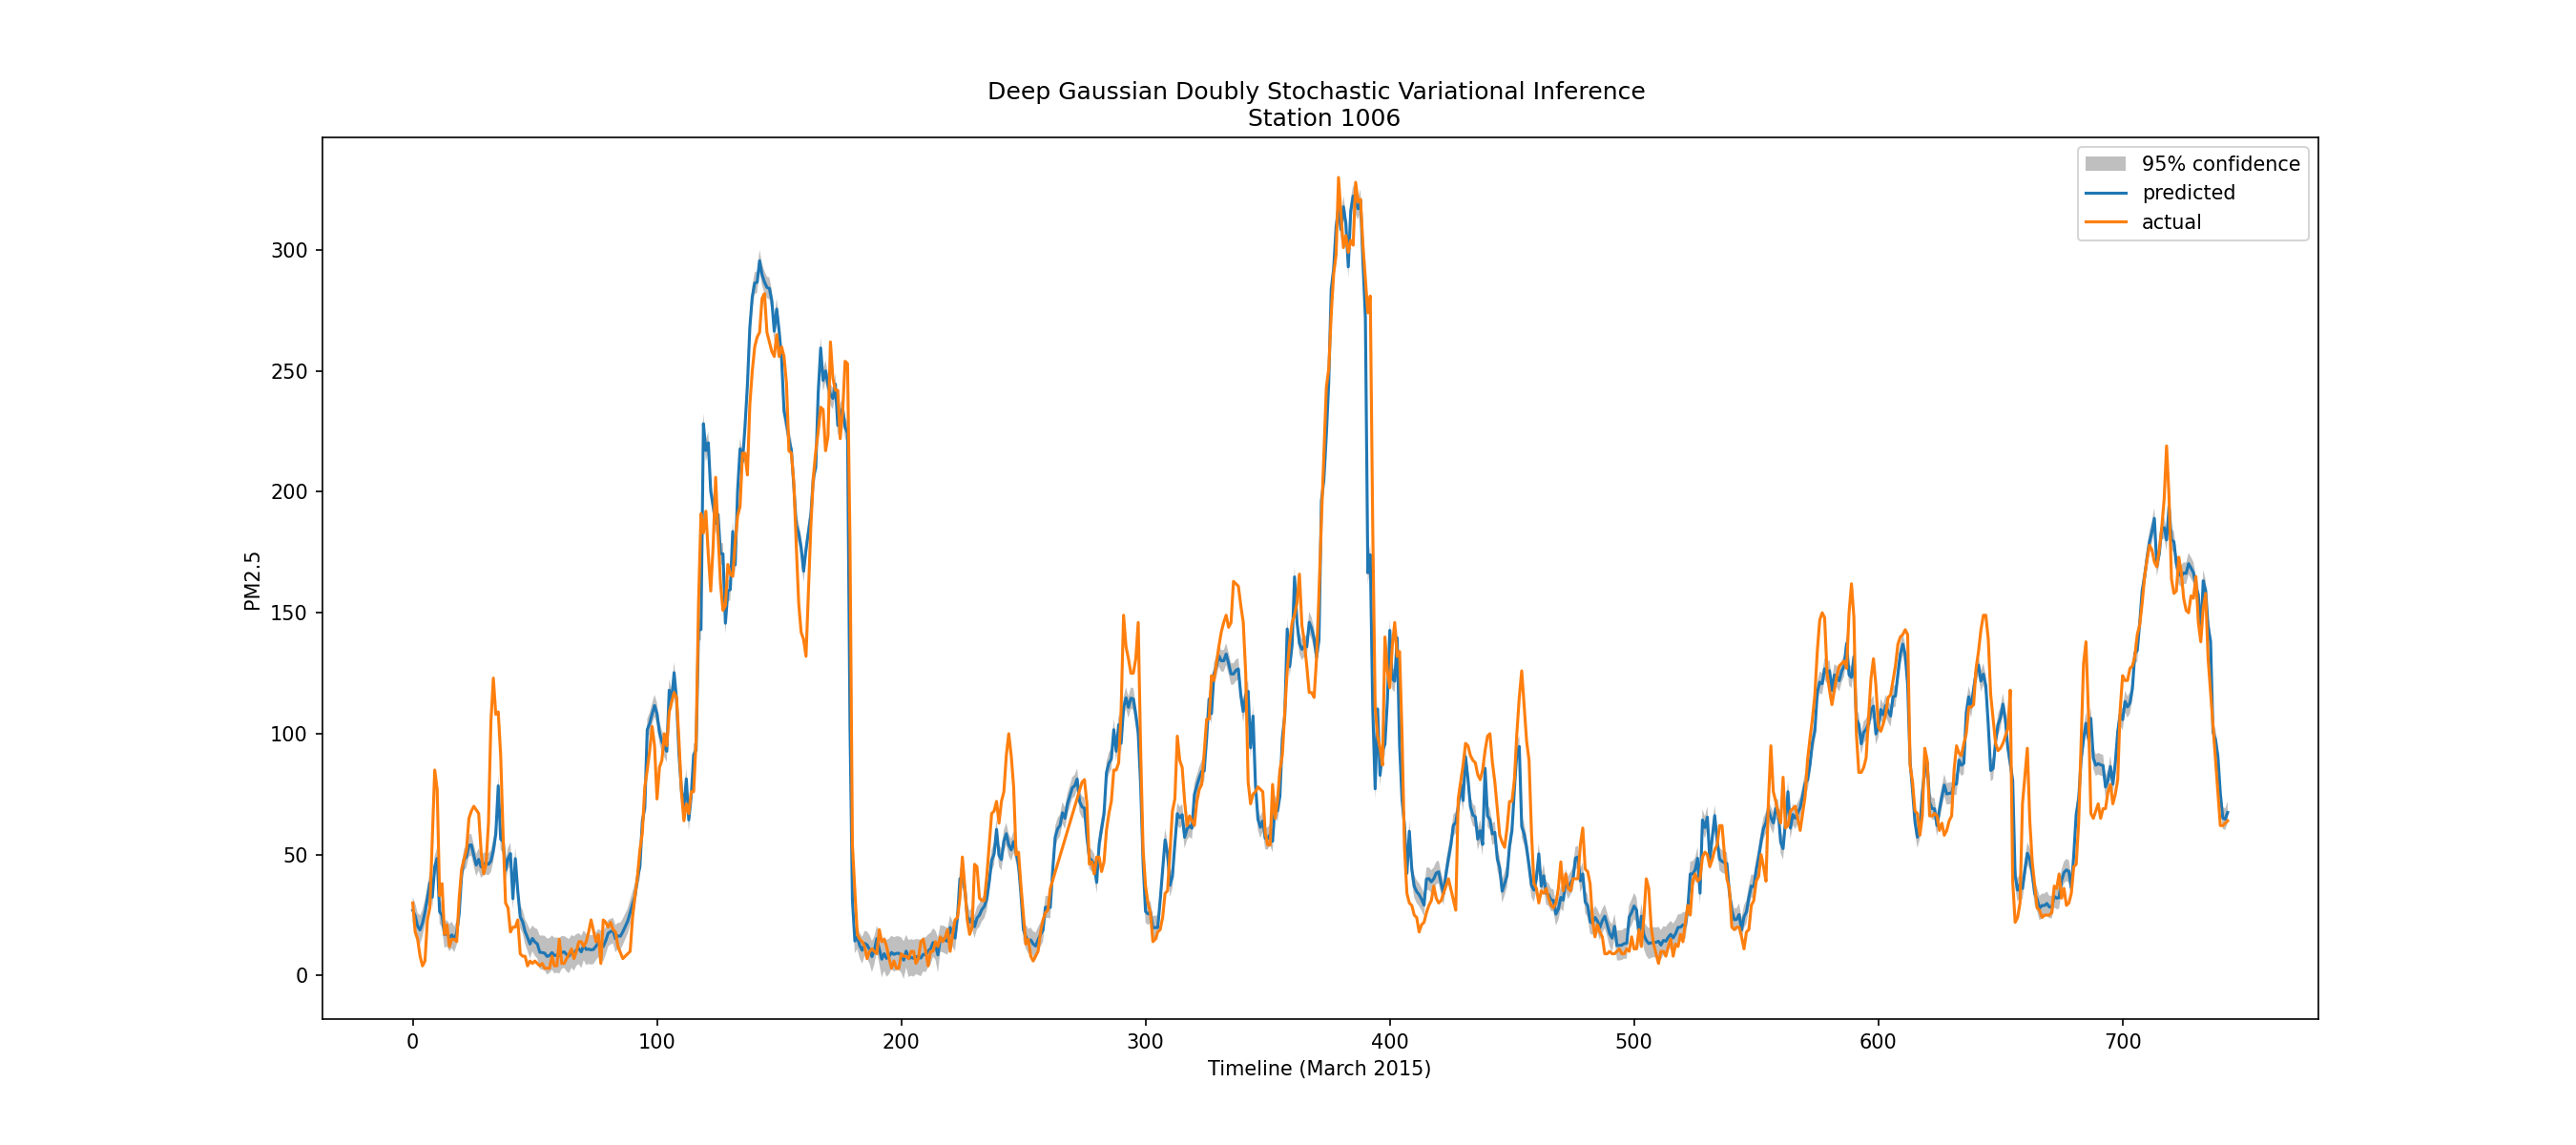 Deep Gaussian Doubly Stochastic Variational Inference
Station 1006
95% confidence
predicted
actual
PM2.5
300
250
200
150
100
50
0
0 100 200 300 400 500 600 700
Timeline (March 2015)